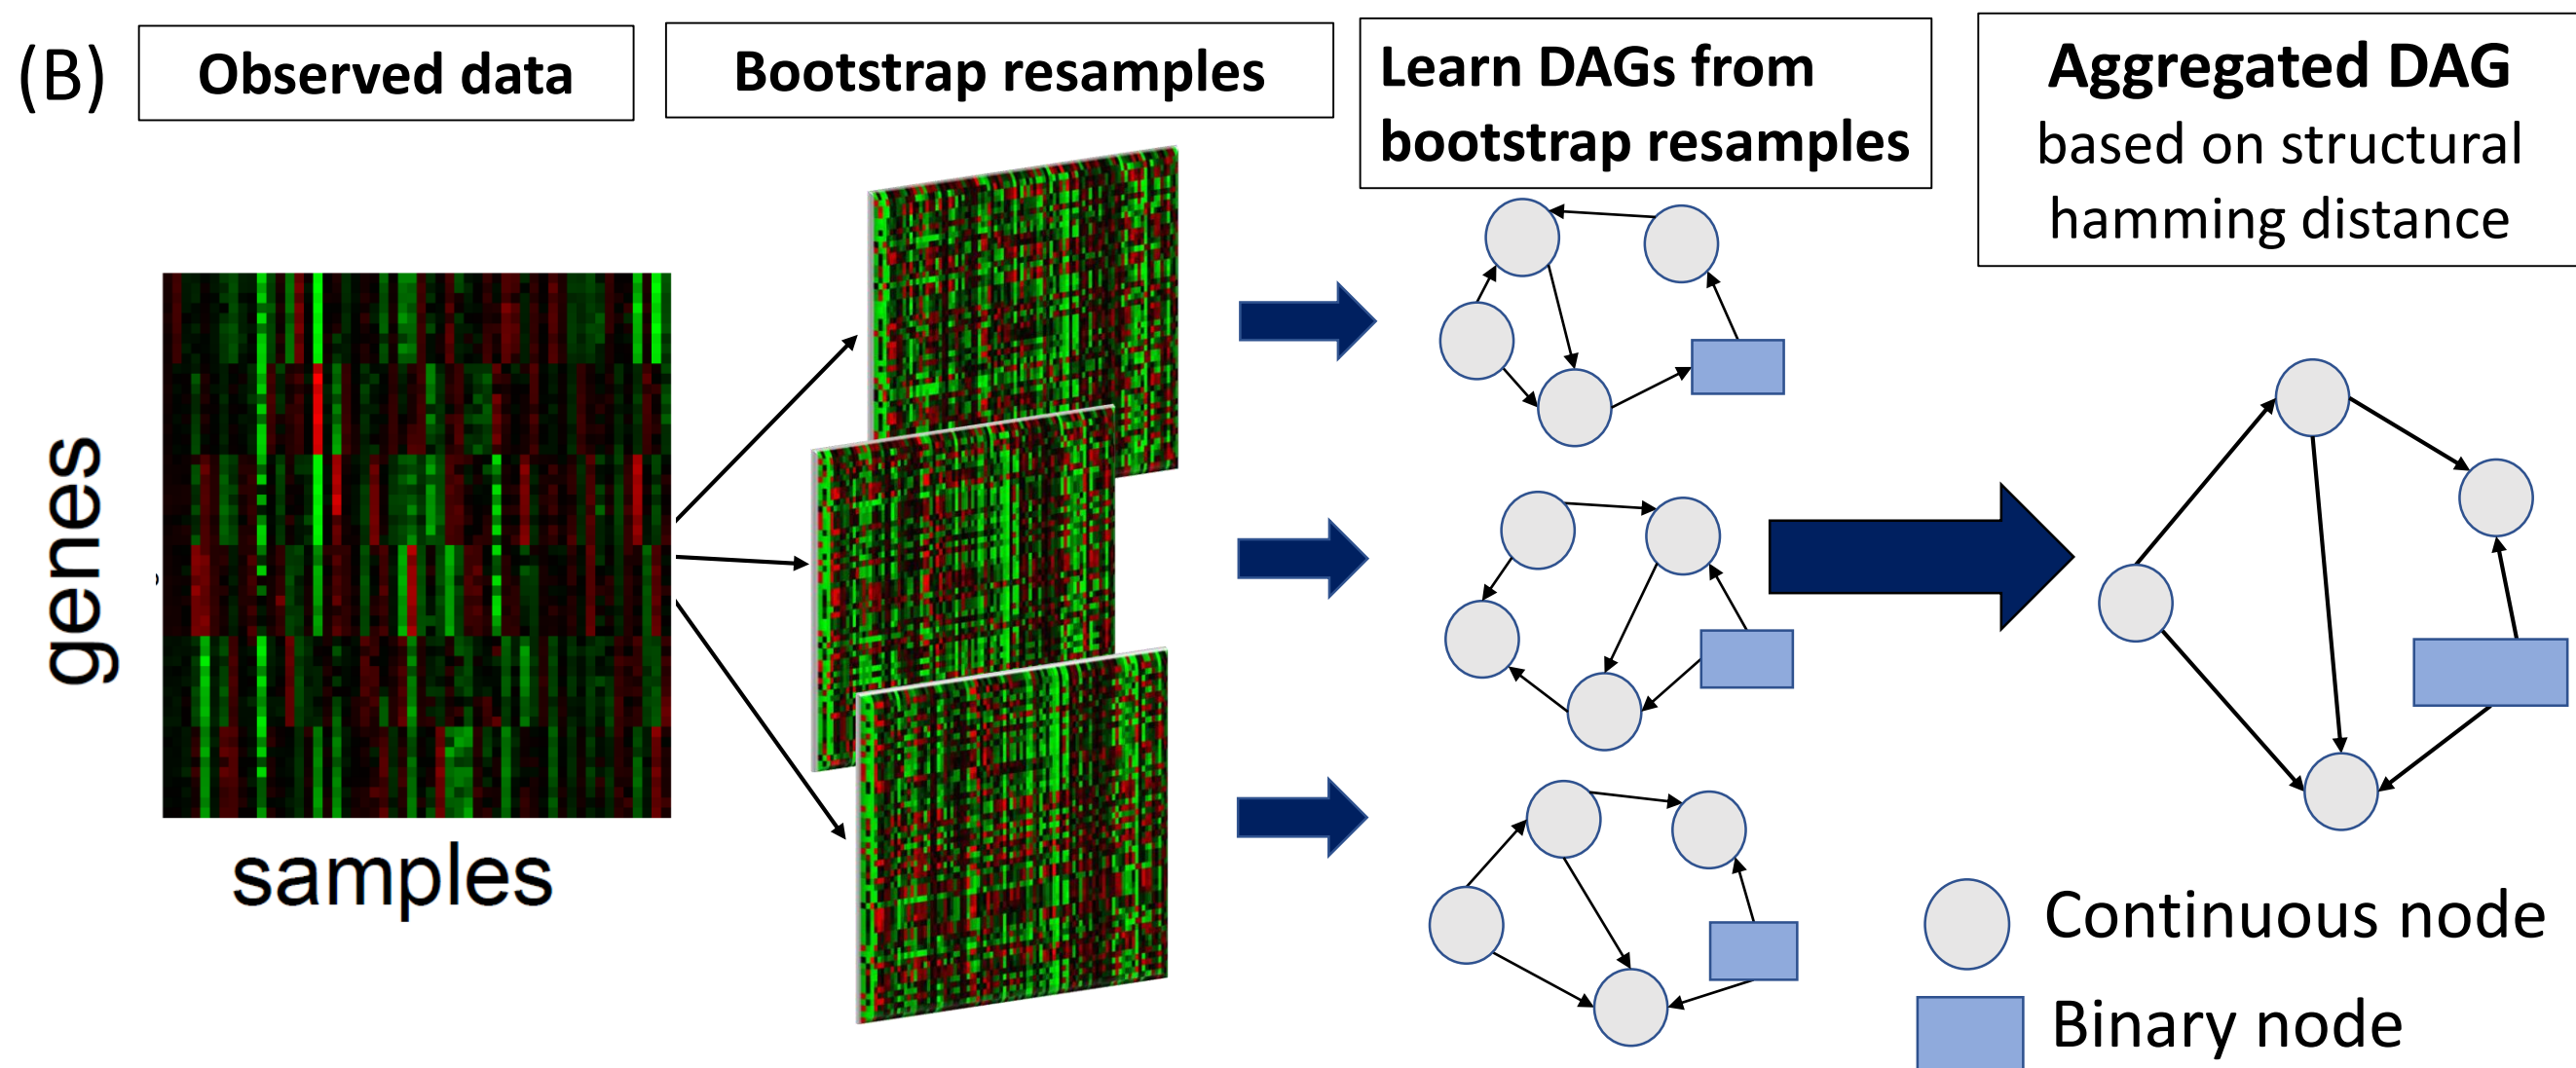 (B)
Observed data
Bootstrap resamples
Learn DAGs from
bootstrap resamples
Aggregated DAG
based on structural
hamming distance
genes
samples
Continuous node
Binary node